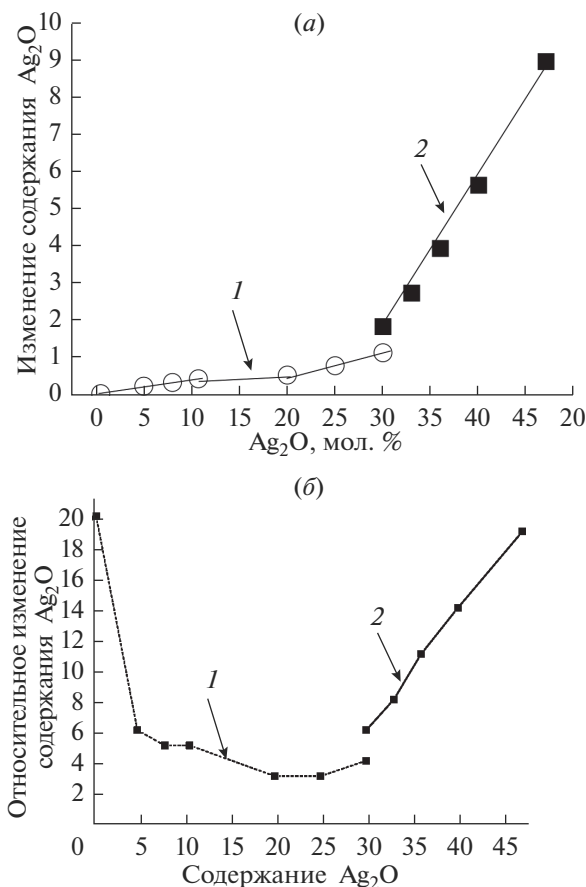 (а)
Изменение содержания Ag2O
10
9
8
7
6
5
4
3
2
1
0
1
2
0 5 10 15 20 25 30 35 40 45 20
Ag2O, мол. %
(б)
Относительное изменение
содержания Ag2O
20
18
16
14
12
10
8
6
4
2
1
2
0 5 10 15 20 25 30 35 40 45
Содержание Ag2O